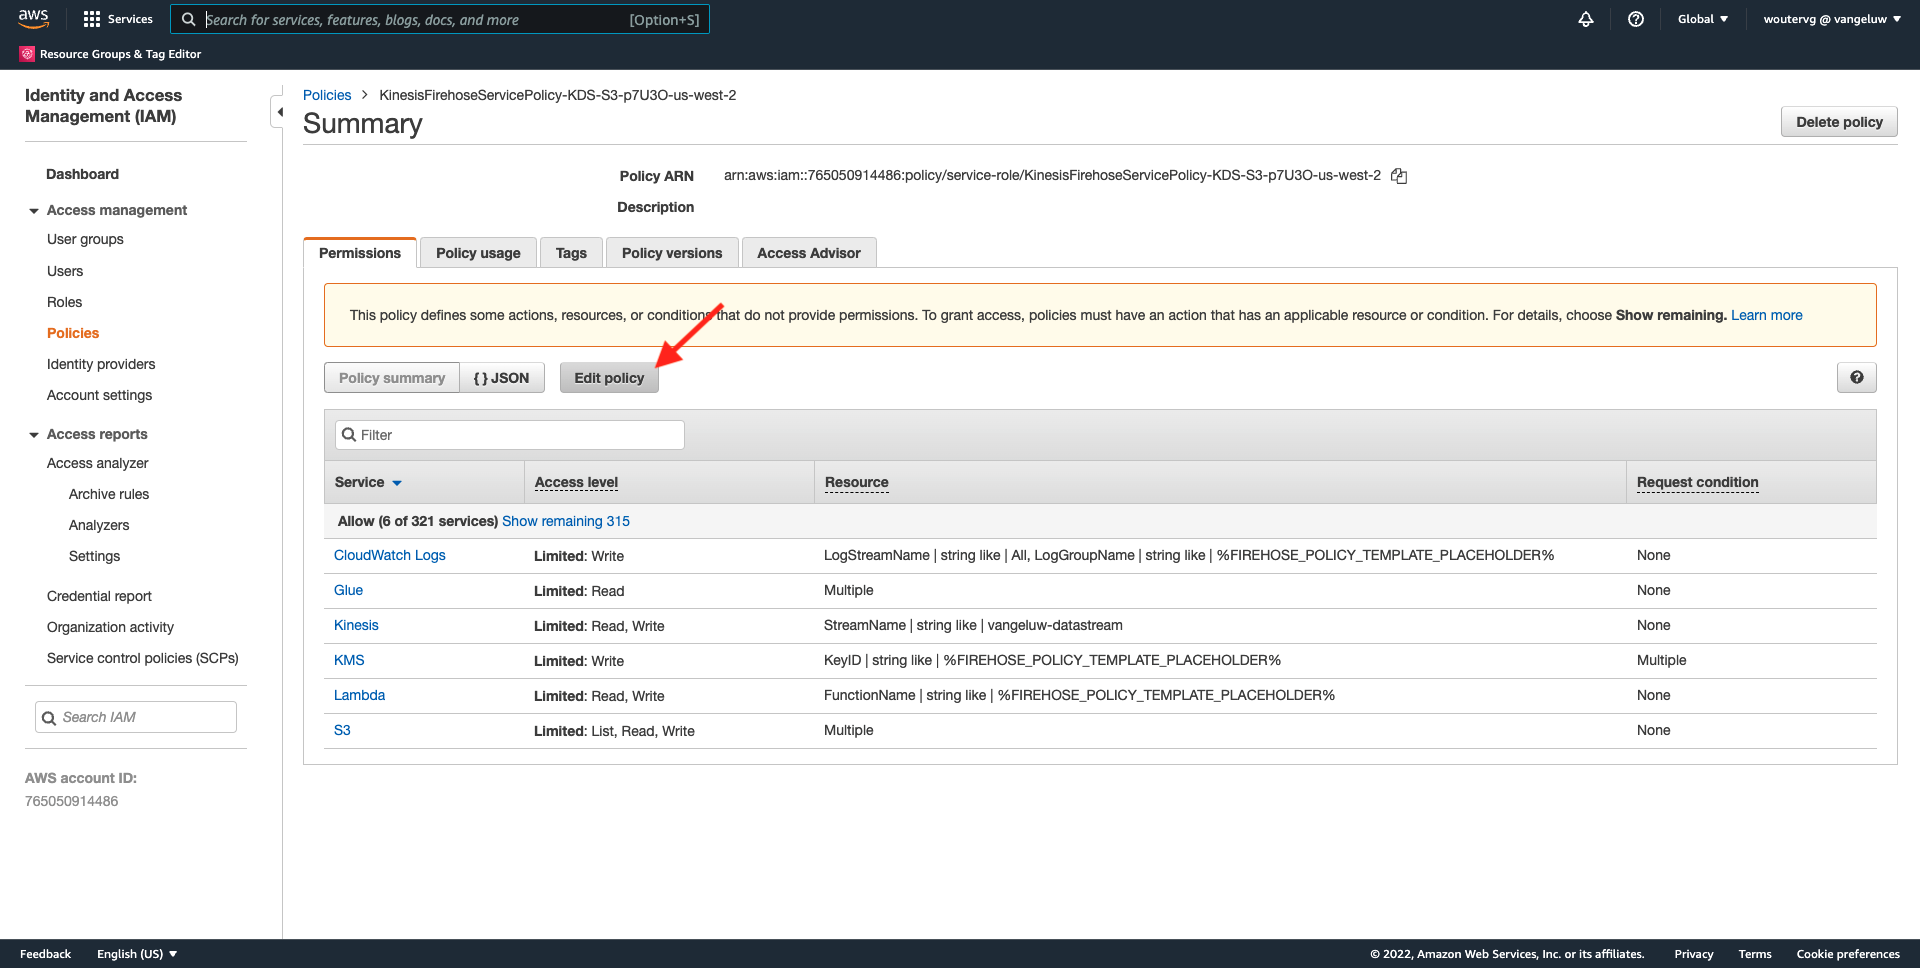 aws
Services
Search for services, features, blogs, docs, and more
[Option+S]
Global
woutervg @ vangeluw
Resource Groups & Tag Editor
Identity and Access
Management (IAM)
Dashboard
Access management
User groups
Users
Roles
Policies
Identity providers
Account settings
Access reports
Access analyzer
Archive rules
Analyzers
Settings
Credential report
Organization activity
Service control policies (SCPs)
Search IAM
AWS account ID:
765050914486
Policies > KinesisFirehoseServicePolicy-KDS-S3-p7U3O-us-west-2
Summary
Delete policy
Policy ARN arn:aws:iam::765050914486:policy/service-role/KinesisFirehoseServicePolicy-KDS-S3-p7U3O-us-west-2
Description
Permissions Policy usage Tags Policy versions Access Advisor
This policy defines some actions, resources, or conditions that do not provide permissions. To grant access, policies must have an action that has an applicable resource or condition. For details, choose Show remaining. Learn more
Policy summary { } JSON Edit policy
Filter
Service Access level Resource Request condition
Allow (6 of 321 services) Show remaining 315
CloudWatch Logs Limited: Write LogStreamName | string like | All, LogGroupName | string like | %FIREHOSE_POLICY_TEMPLATE_PLACEHOLDER% None
Glue Limited: Read Multiple None
Kinesis Limited: Read, Write StreamName | string like | vangeluw-datastream None
KMS Limited: Write KeyID | string like | %FIREHOSE_POLICY_TEMPLATE_PLACEHOLDER% Multiple
Lambda Limited: Read, Write FunctionName | string like | %FIREHOSE_POLICY_TEMPLATE_PLACEHOLDER% None
S3 Limited: List, Read, Write Multiple None
Feedback English (US) © 2022, Amazon Web Services, Inc. or its affiliates. Privacy Terms Cookie preferences